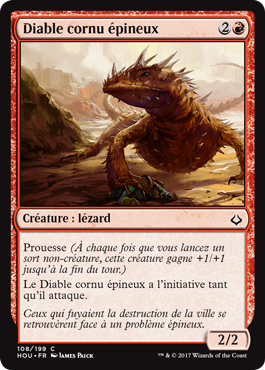 Diable cornu épineux 2
Créature : lézard
Prouesse (À chaque fois que vous lancez un
sort non-créature, cette créature gagne +1/+1
jusqu'à la fin du tour.)
Le Diable cornu épineux a l'initiative tant
qu'il attaque.
Ceux qui fuyaient la destruction de la ville se
retrouvèrent face à un problème épineux.
2/2
108/199 C
HOU • FR James Paick
™ & © 2017 Wizards of the Coast